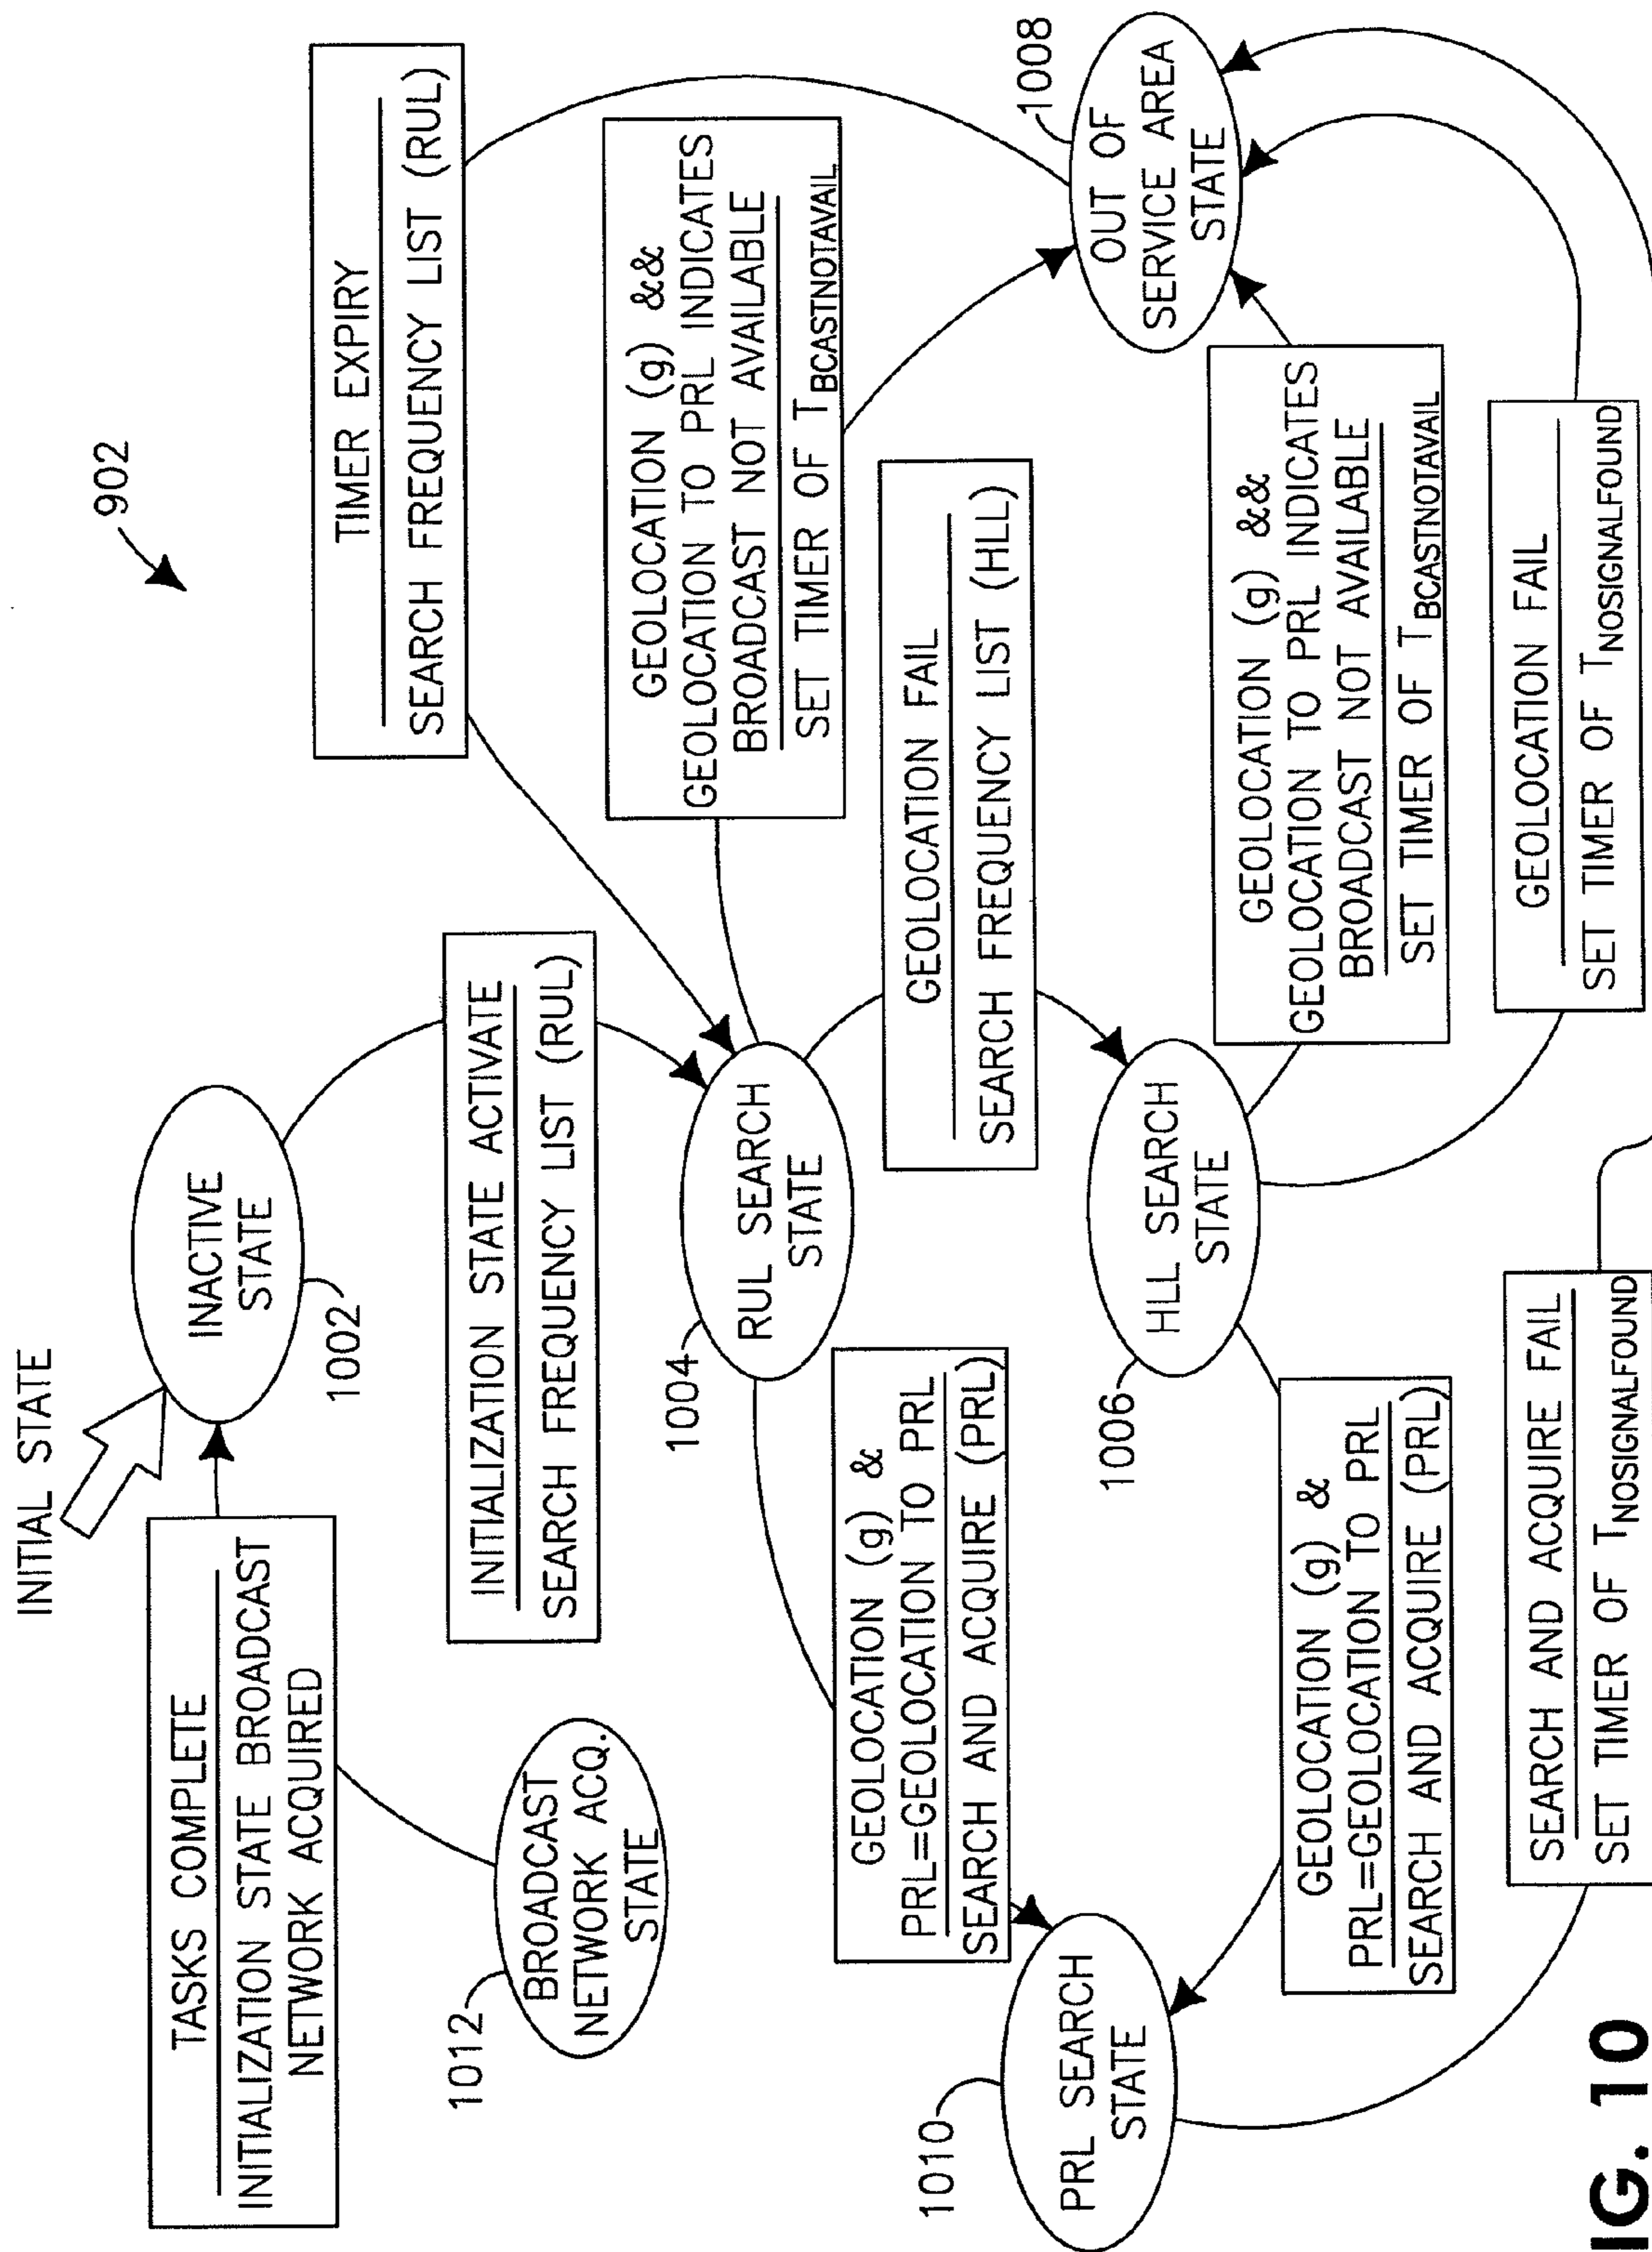 902
INITIAL STATE
TASKS COMPLETE
INITIALIZATION STATE BROADCAST
NETWORK ACQUIRED
INACTIVE
STATE
1002
TIMER EXPIRY
SEARCH FREQUENCY LIST (RUL)
INITIALIZATION STATE ACTIVATE
SEARCH FREQUENCY LIST (RUL)
1012
BROADCAST
NETWORK ACQ.
STATE
GEOLOCATION (g) &&
GEOLOCATION TO PRL INDICATES
BROADCAST NOT AVAILABLE
SET TIMER OF TBCASTNOTAVAIL
1004
RUL SEARCH
STATE
GEOLOCATION (g) &
PRL=GEOLOCATION TO PRL
SEARCH AND ACQUIRE (PRL)
GEOLOCATION FAIL
SEARCH FREQUENCY LIST (HLL)
1008
OUT OF
SERVICE AREA
STATE
1010
PRL SEARCH
STATE
1006
HLL SEARCH
STATE
GEOLOCATION (g) &&
GEOLOCATION TO PRL INDICATES
BROADCAST NOT AVAILABLE
SET TIMER OF TBCASTNOTAVAIL
GEOLOCATION (g) &
PRL=GEOLOCATION TO PRL
SEARCH AND ACQUIRE (PRL)
GEOLOCATION FAIL
SET TIMER OF TNOSIGNALFOUND
SEARCH AND ACQUIRE FAIL
SET TIMER OF TNOSIGNALFOUND
IG. 10